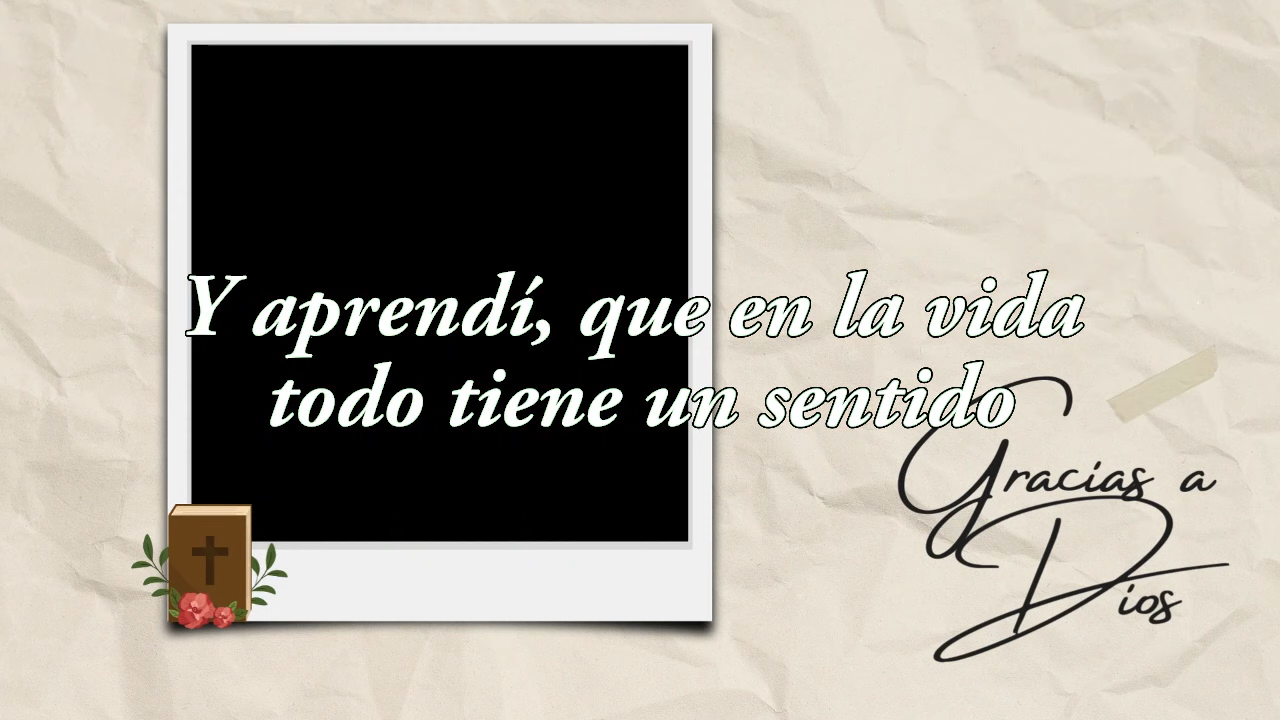 Y aprendí, que en la vida
todo tiene un sentido
Gracias a
Dios